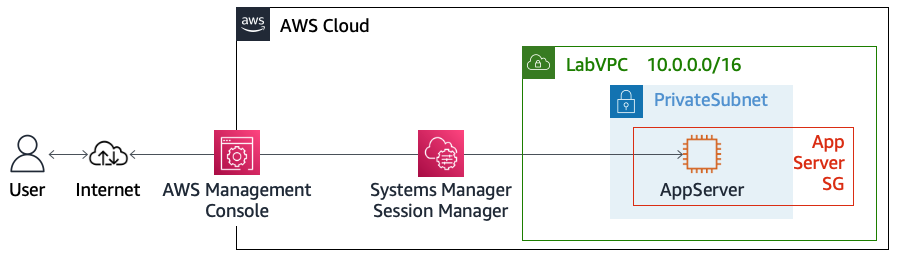 aws
AWS Cloud
LabVPC 10.0.0.0/16
PrivateSubnet
App
Server
SG
AppServer
User
Internet
AWS Management
Console
Systems Manager
Session Manager